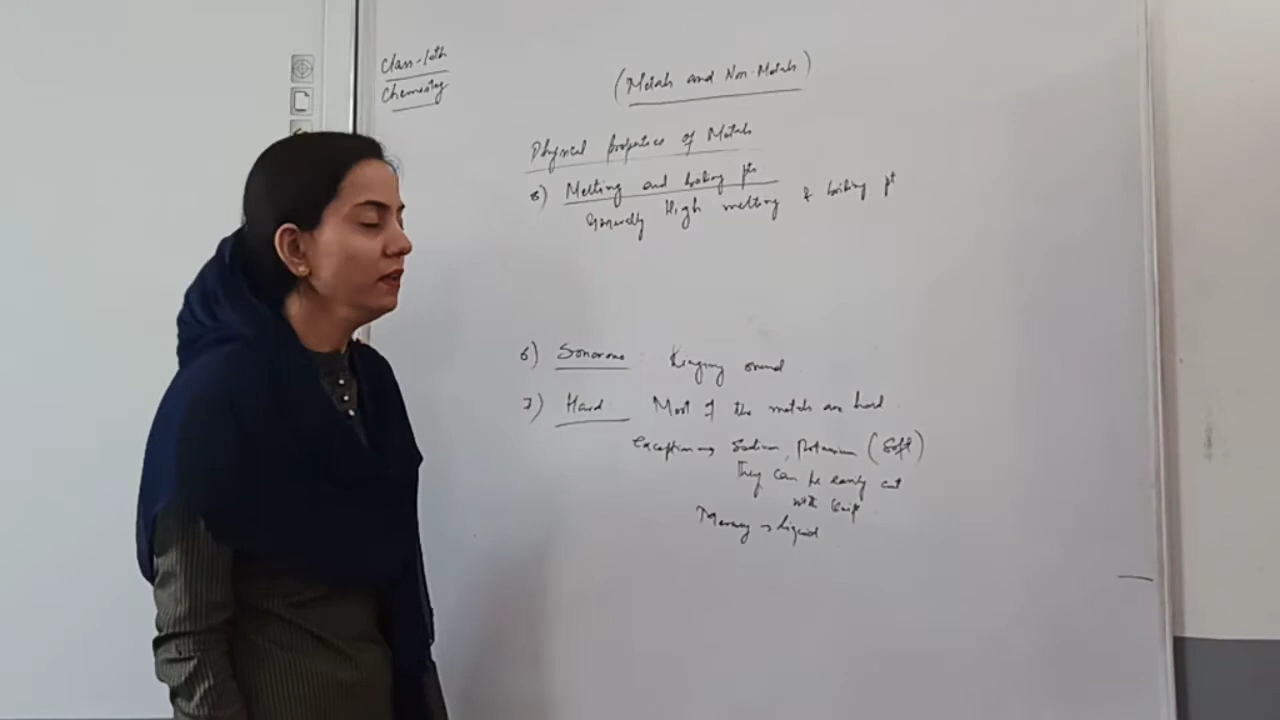 Class-10th
Chemistry
(Metals and Non-Metals)
Physical properties of Metals
8) Melting and boiling pts
Generally High melting & boiling pt
6) Sonorous : Ringing sound
7) Hard Most of the metals are hard
exceptions Sodium, Potassium (Soft)
They can be easily cut
with knife
Mercury → liquid